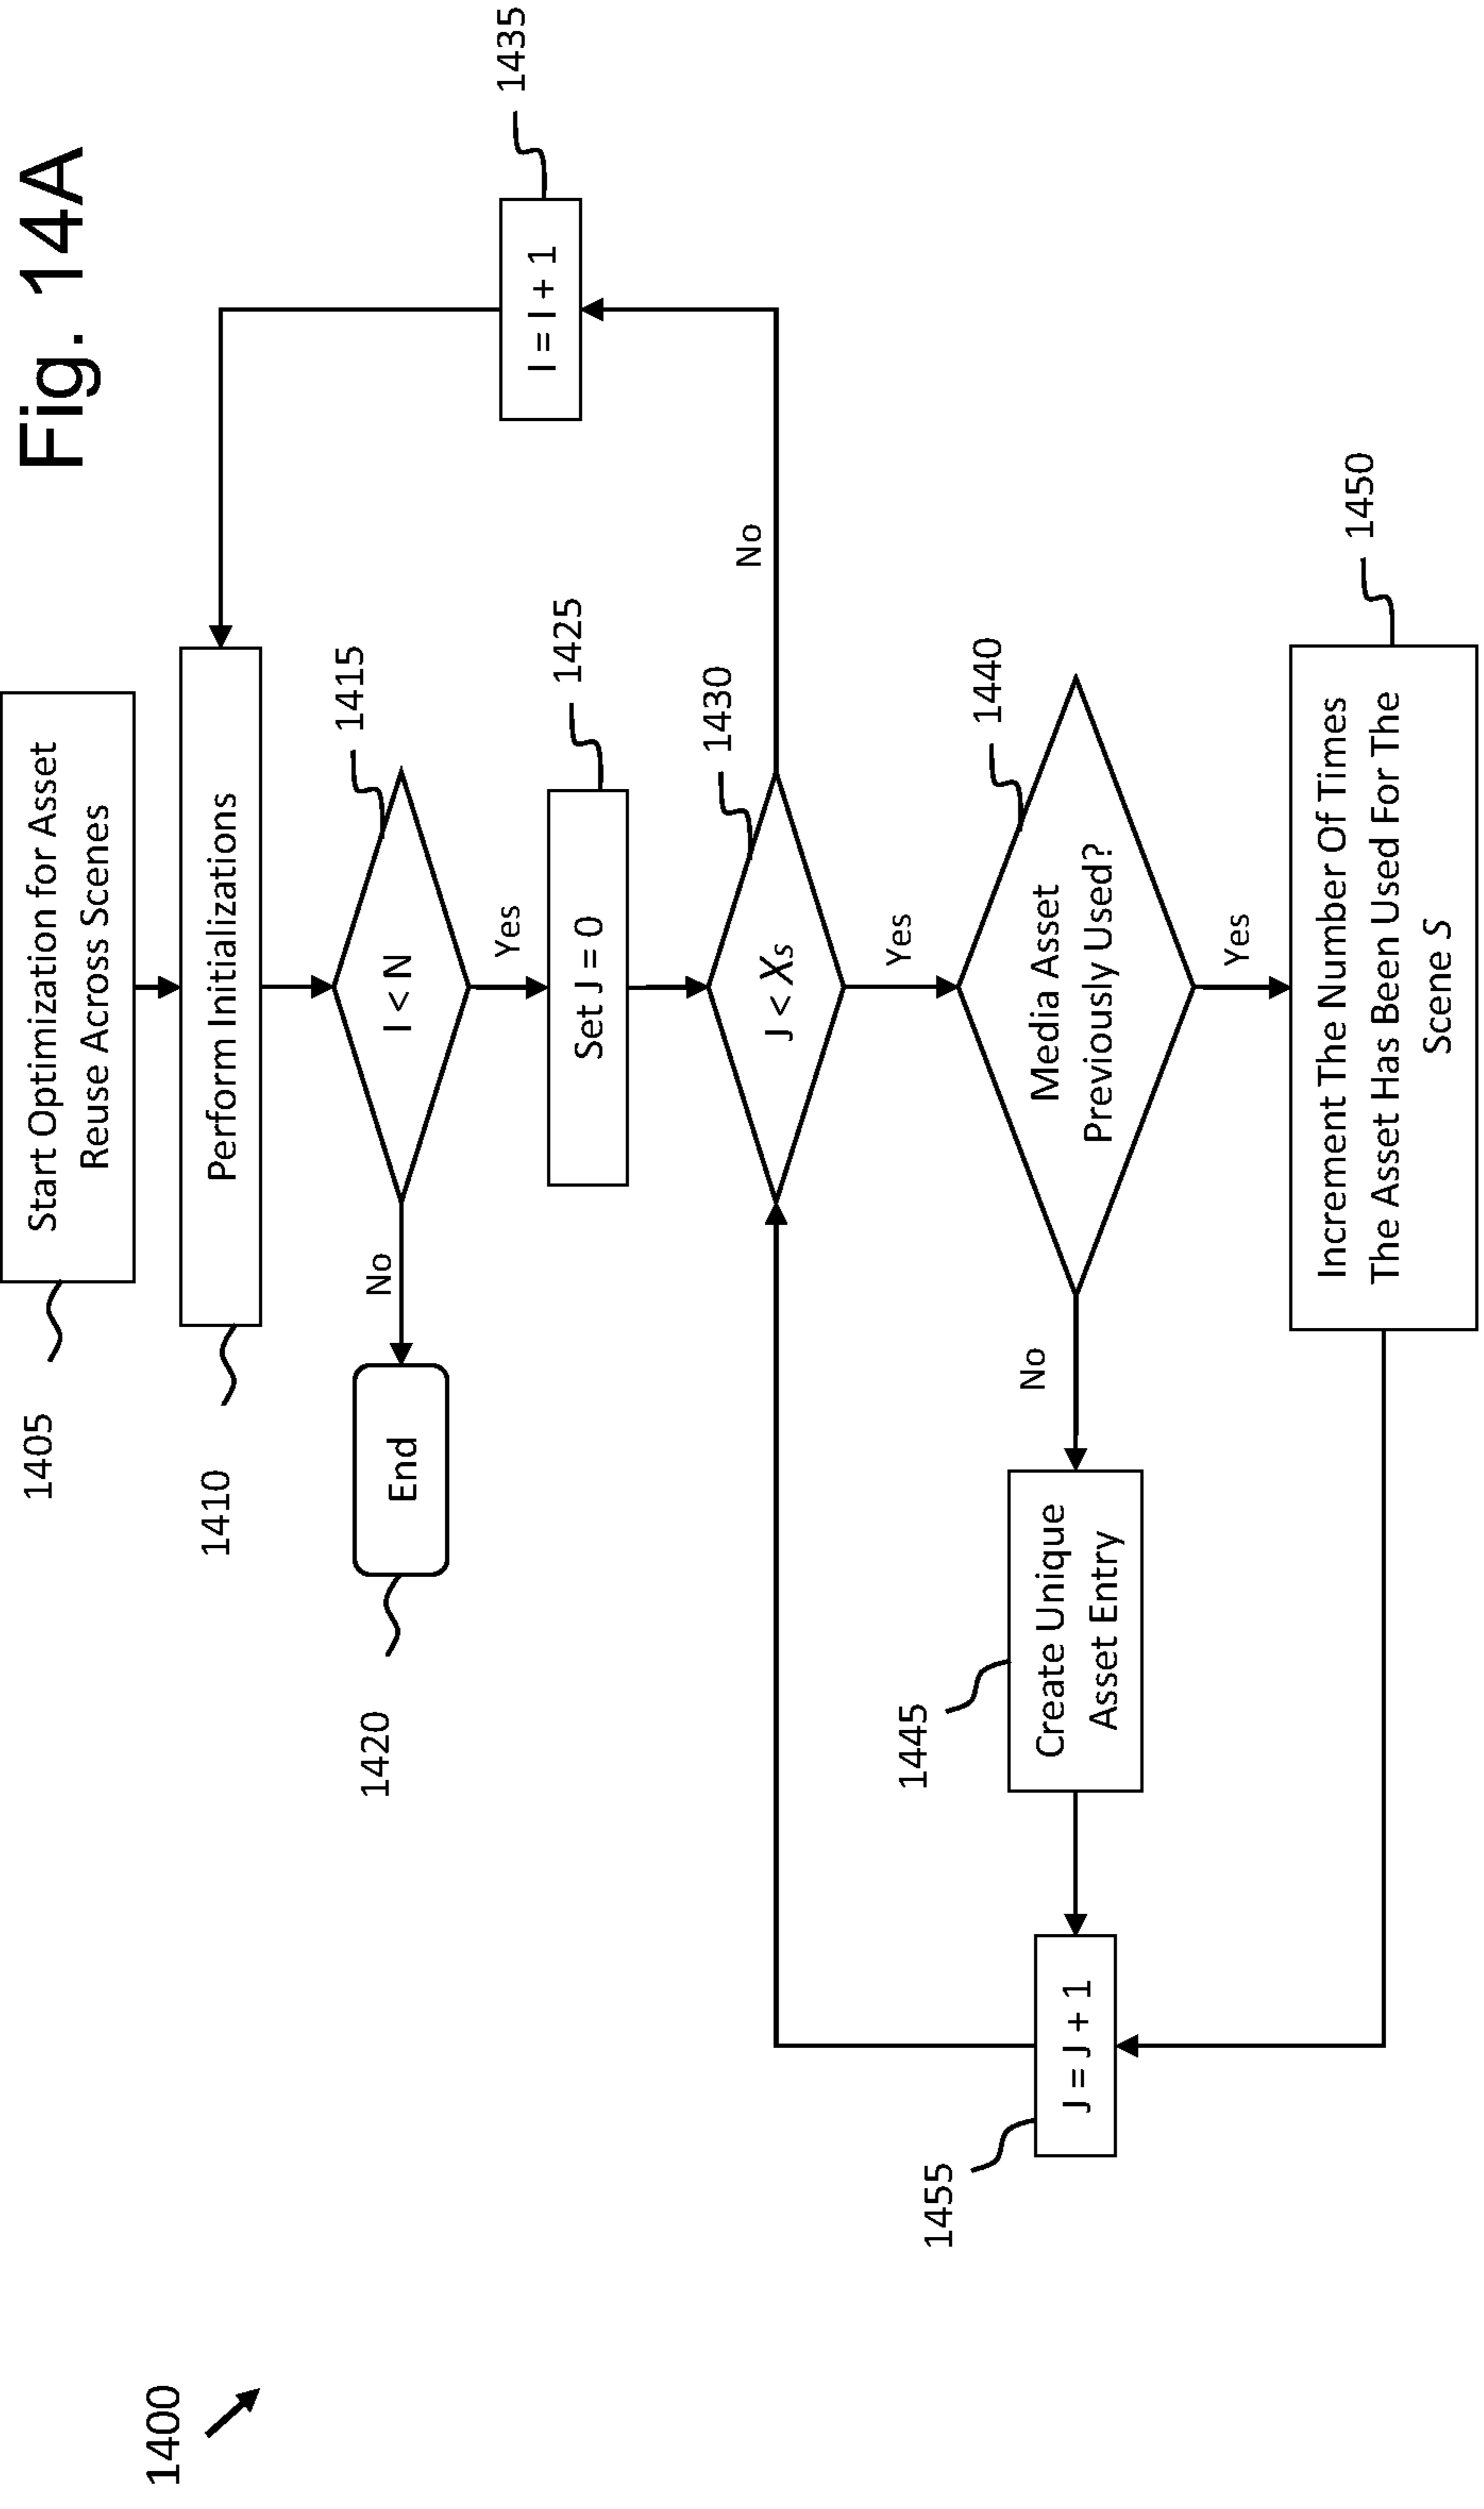 Fig. 14A
1400
1405
Start Optimization for Asset
Reuse Across Scenes
1410
Perform Initializations
1415
I < N
No
End
1420
Yes
1435
I = I + 1
1425
Set J = 0
1430
J < Xs
No
Yes
1440
Media Asset
Previously Used?
No
1445
Create Unique
Asset Entry
1455
J = J + 1
Yes
1450
Increment The Number Of Times
The Asset Has Been Used For The
Scene S